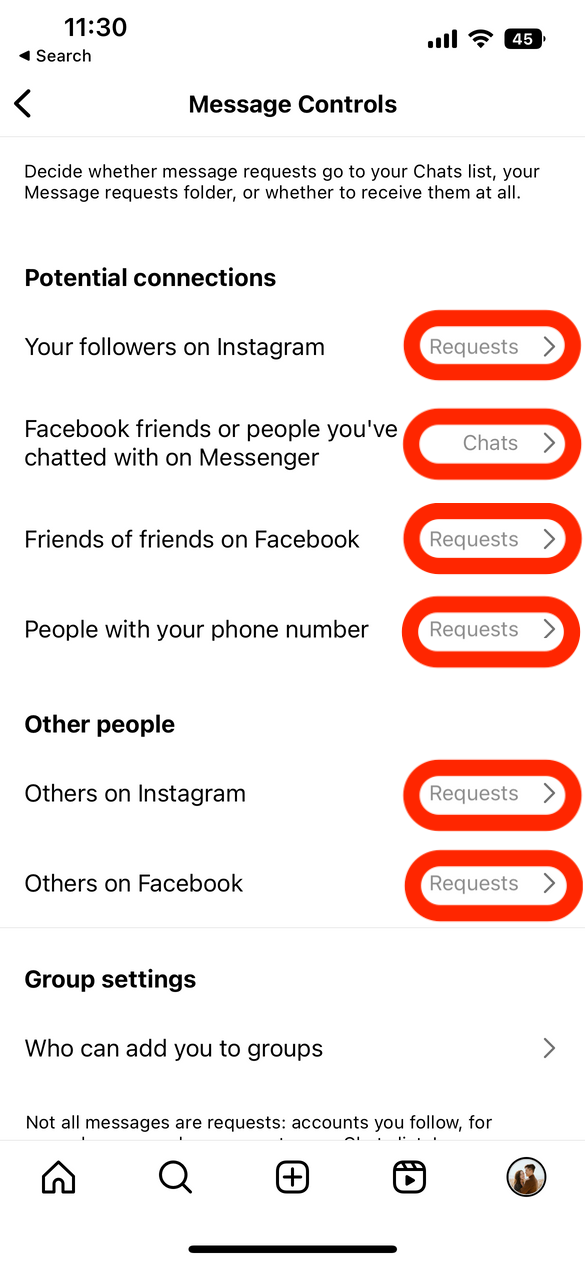 11:30
45
◀ Search
Message Controls
Decide whether message requests go to your Chats list, your
Message requests folder, or whether to receive them at all.
Potential connections
Your followers on Instagram Requests
Facebook friends or people you've
chatted with on Messenger Chats
Friends of friends on Facebook Requests
People with your phone number Requests
Other people
Others on Instagram Requests
Others on Facebook Requests
Group settings
Who can add you to groups
Not all messages are requests: accounts you follow, for